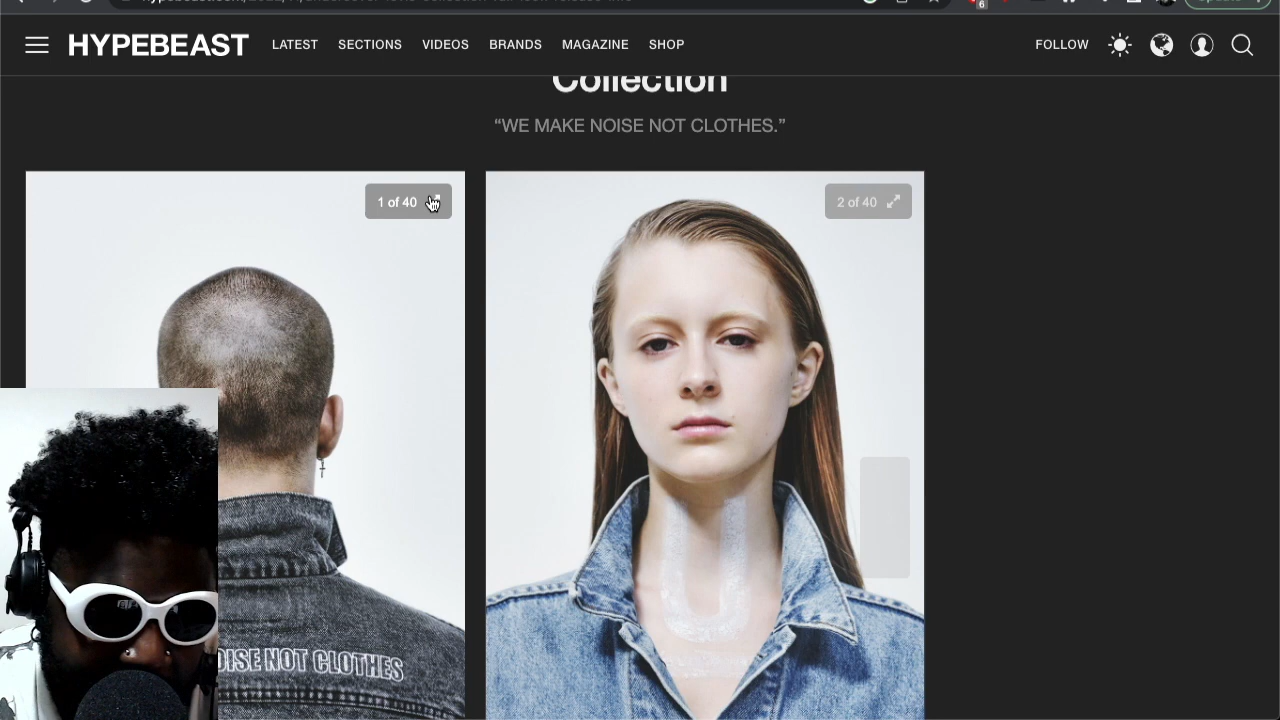 HYPEBEAST LATEST SECTIONS VIDEOS BRANDS MAGAZINE SHOP FOLLOW
Collection
“WE MAKE NOISE NOT CLOTHES.”
1 of 40
2 of 40
NOT CLOTHES